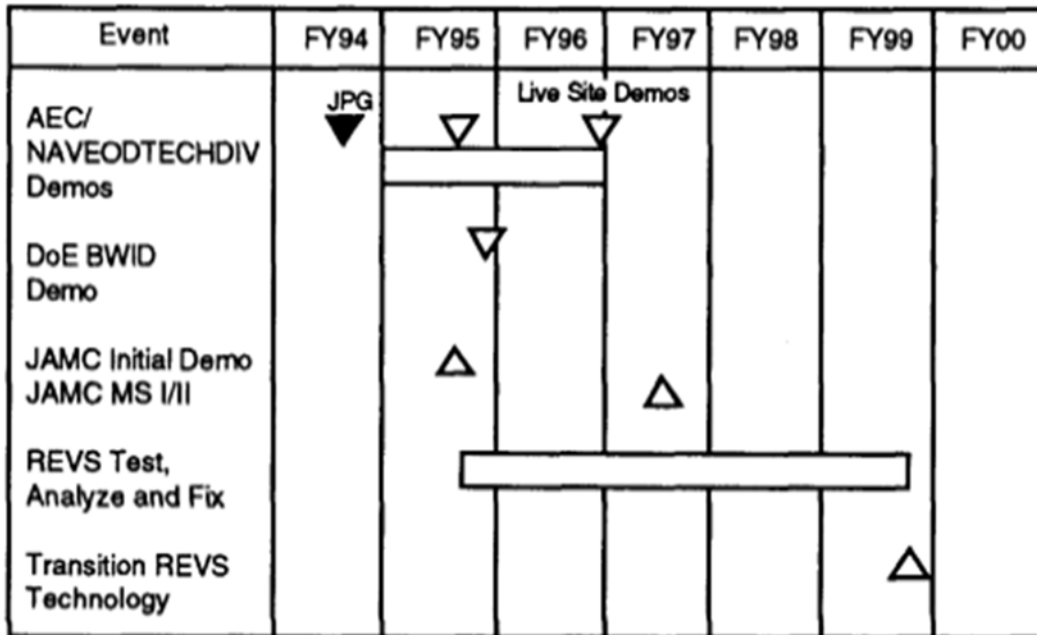 Event FY94 FY95 FY96 FY97 FY98 FY99 FY00
JPG Live Site Demos
AEC/
NAVEODTECHDIV
Demos
DoE BWID
Demo
JAMC Initial Demo
JAMC MS I/II
REVS Test,
Analyze and Fix
Transition REVS
Technology